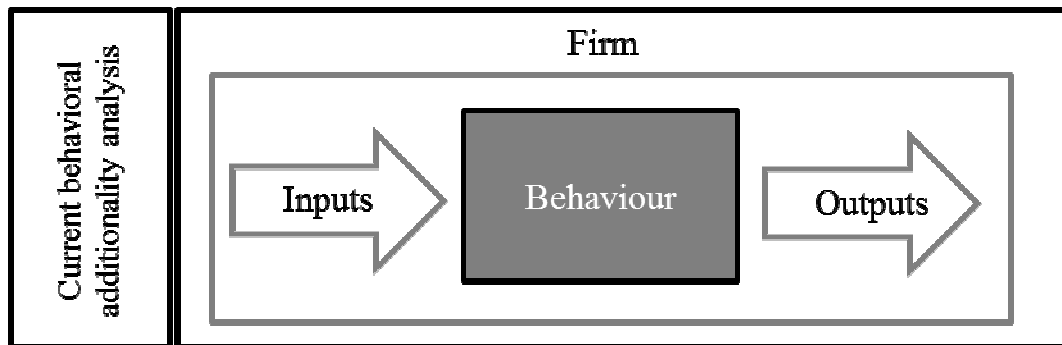 Current behavioral
additionality analysis
Firm
Inputs
Behaviour
Outputs